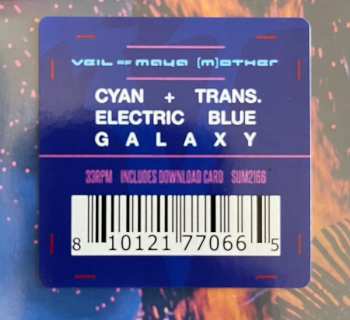 veil of maya [m]other
CYAN + TRANS.
ELECTRIC BLUE
GALAXY
33RPM INCLUDES DOWNLOAD CARD SUM2166
8 10121 77066 5